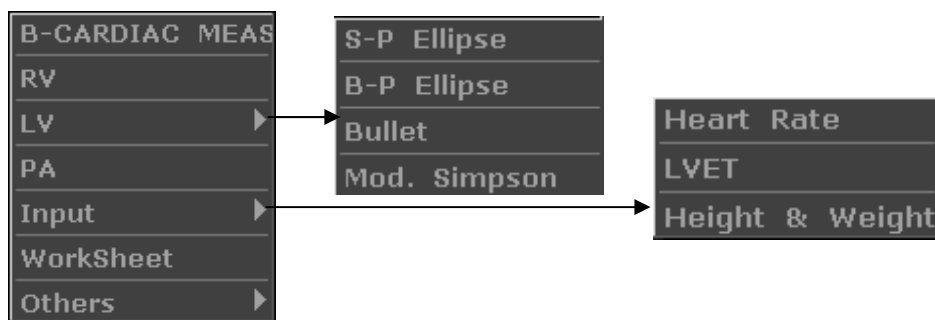 B-CARDIAC MEAS
RV
LV
PA
Input
WorkSheet
Others
S-P Ellipse
B-P Ellipse
Bullet
Mod. Simpson
Heart Rate
LVET
Height & Weight